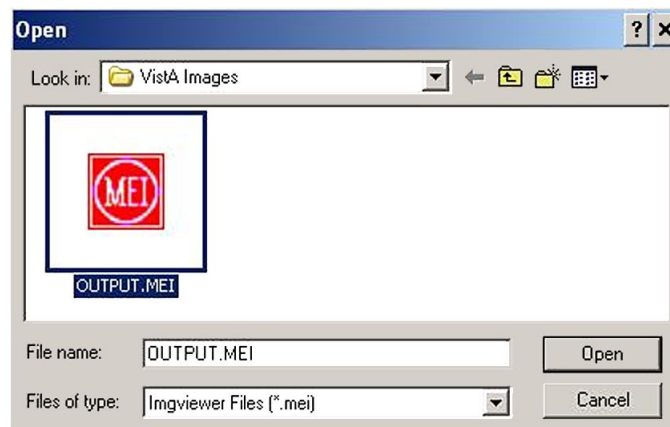 Open
Look in: VistA Images
MEI
OUTPUT.MEI
File name: OUTPUT.MEI Open
Files of type: Imgviewer Files (*.mei) Cancel